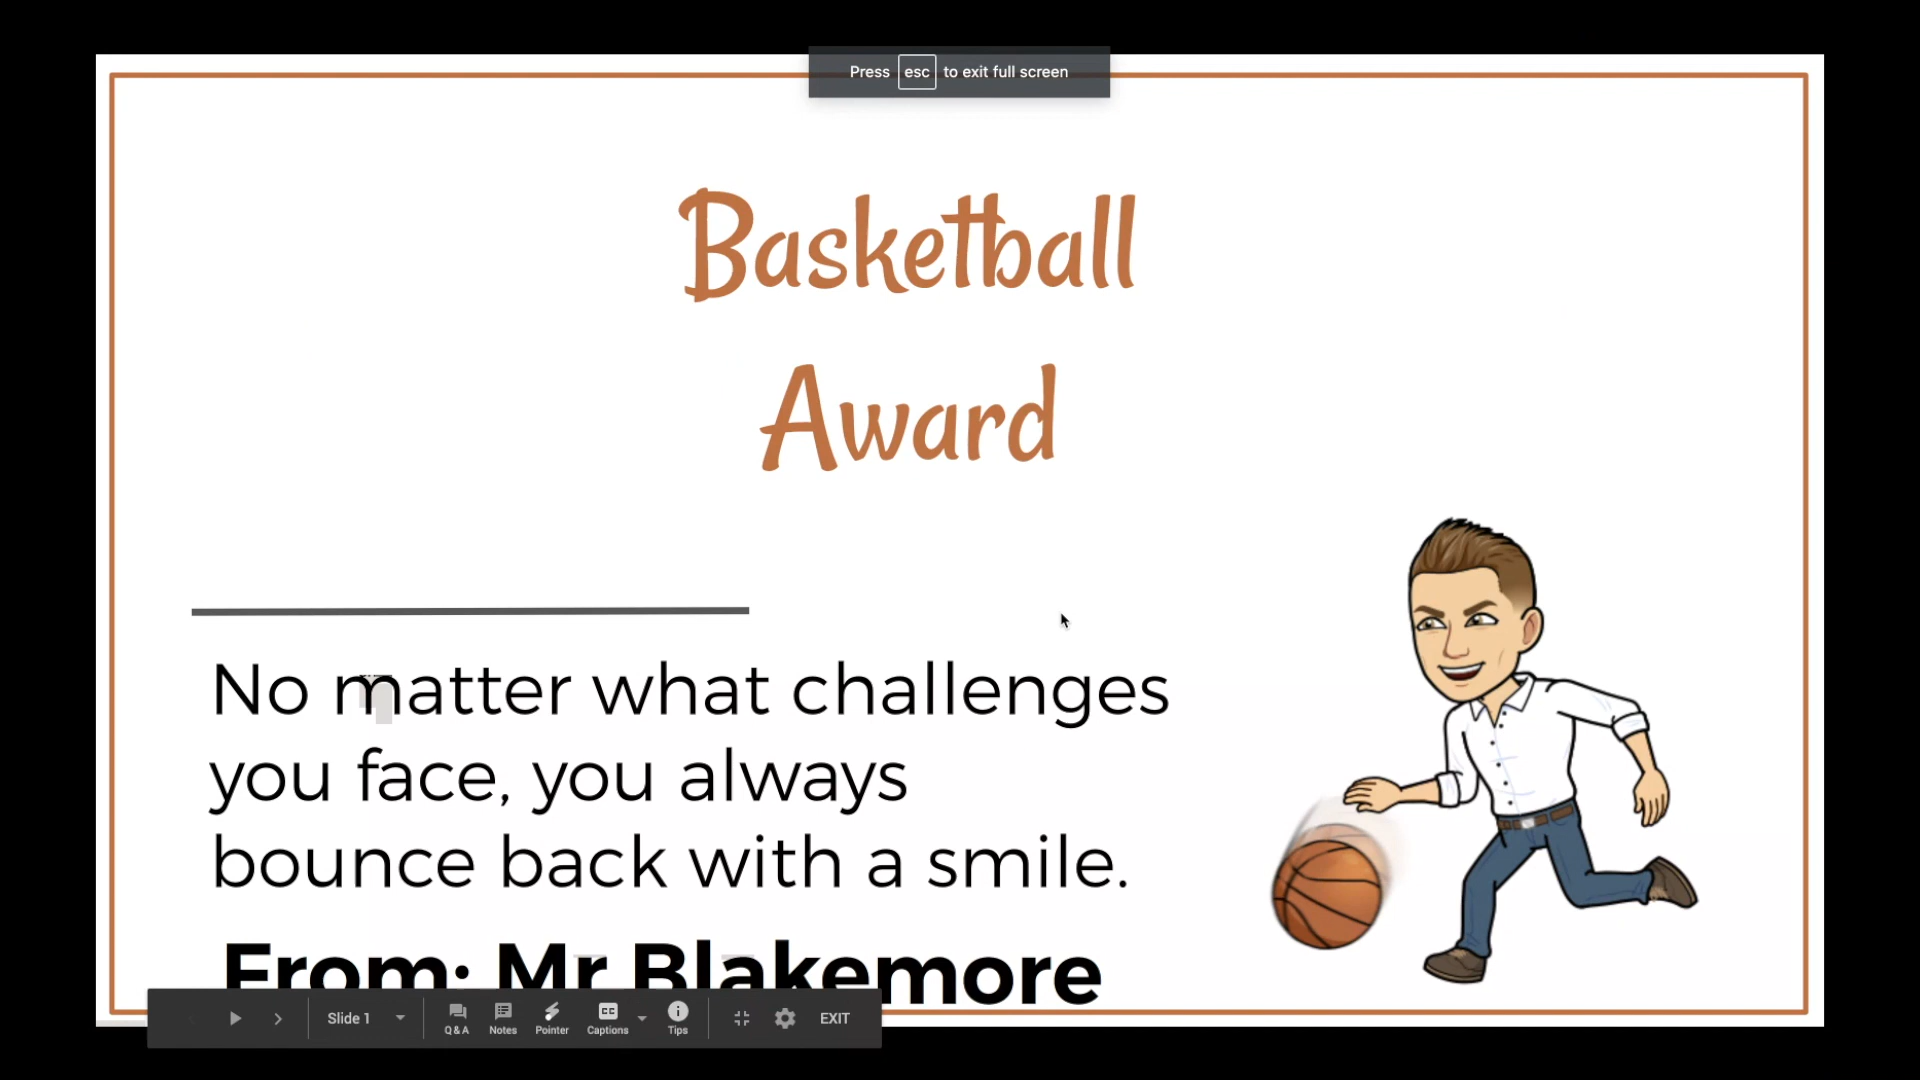 Press esc to exit full screen
Basketball
Award
No matter what challenges
you face, you always
bounce back with a smile.
From: Mr Blakemore
Slide 1
Q & A
Notes
Pointer
CC
Captions
Tips
EXIT